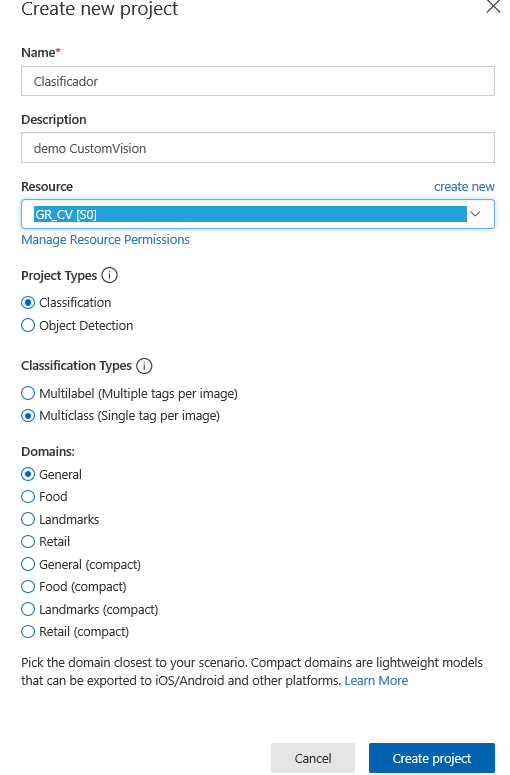 Create new project
Name*
Clasificador
Description
demo CustomVision
Resource
create new
GR_CV [S0]
Manage Resource Permissions
Project Types
Classification
Object Detection
Classification Types
Multilabel (Multiple tags per image)
Multiclass (Single tag per image)
Domains:
General
Food
Landmarks
Retail
General (compact)
Food (compact)
Landmarks (compact)
Retail (compact)
Pick the domain closest to your scenario. Compact domains are lightweight models
that can be exported to iOS/Android and other platforms. Learn More
Cancel
Create project